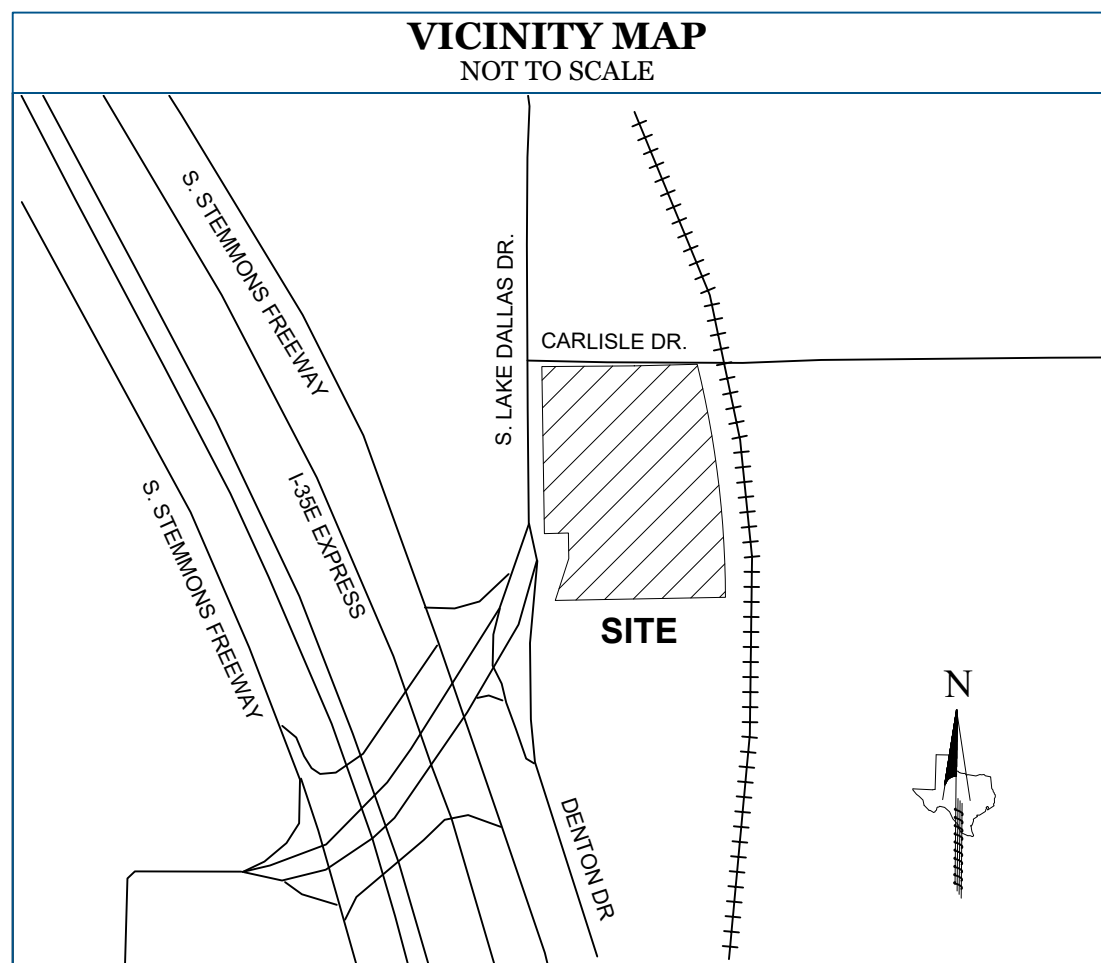 VICINITY MAP
NOT TO SCALE
S. STEMMONS FREEWAY
S. LAKE DALLAS DR.
CARLISLE DR.
I-35E EXPRESS
S. STEMMONS FREEWAY
SITE
N
DENTON DR